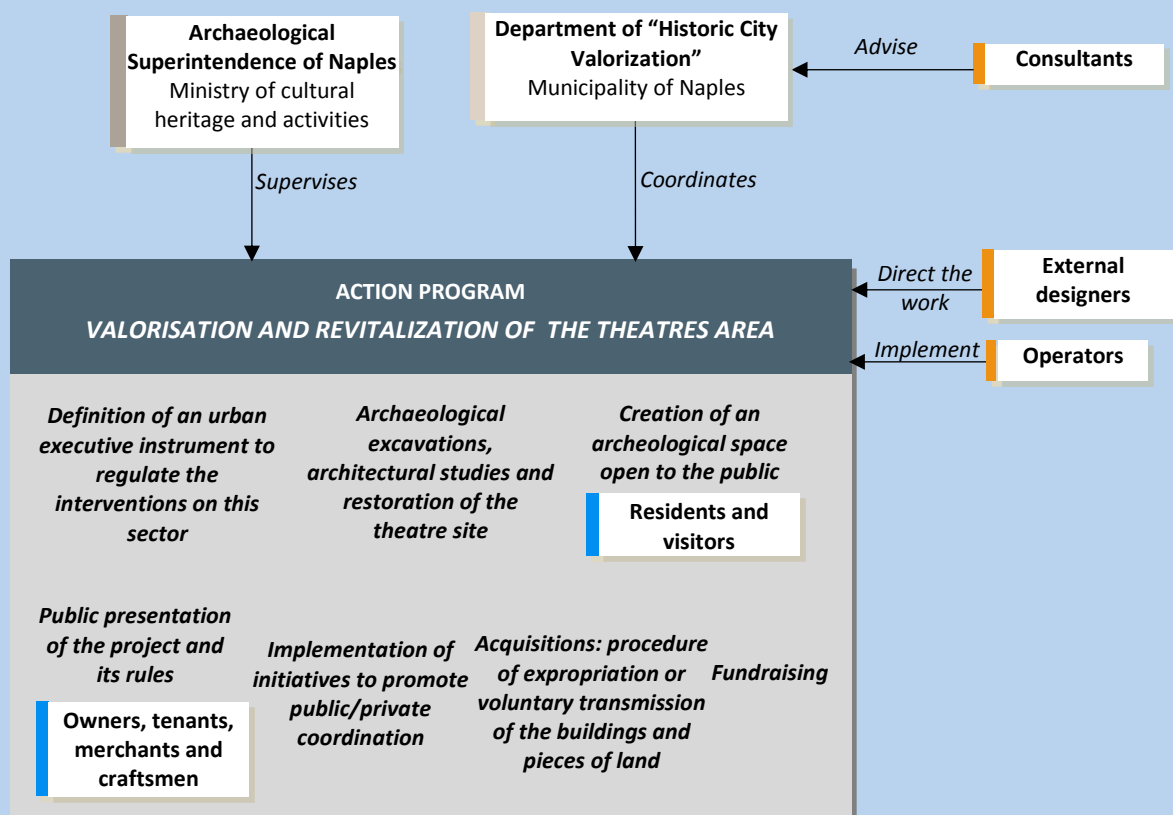 Archaeological
Superintendence of Naples
Ministry of cultural
heritage and activities
Department of “Historic City
Valorization”
Municipality of Naples
Advise
Consultants
Supervises
Coordinates
ACTION PROGRAM
VALORISATION AND REVITALIZATION OF THE THEATRES AREA
Direct the
work
External
designers
Implement
Operators
Definition of an urban
executive instrument to
regulate the
interventions on this
sector
Archaeological
excavations,
architectural studies and
restoration of the
theatre site
Creation of an
archeological space
open to the public
Residents and
visitors
Public presentation
of the project and
its rules
Owners, tenants,
merchants and
craftsmen
Implementation of
initiatives to promote
public/private
coordination
Acquisitions: procedure
of expropriation or
voluntary transmission
of the buildings and
pieces of land
Fundraising